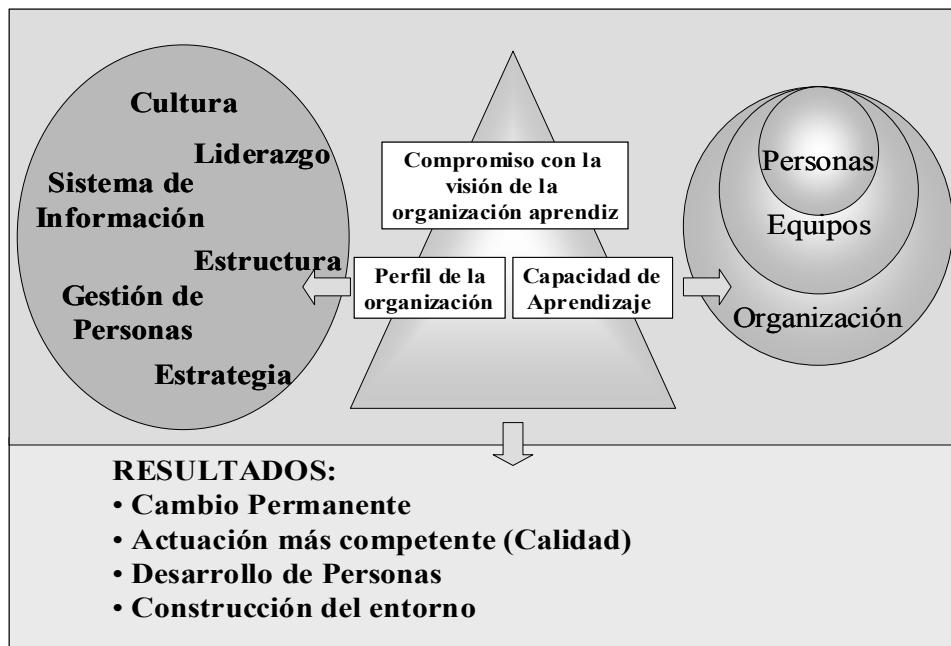 Cultura
Liderazgo
Sistema de
Información
Estructura
Gestión de
Personas
Estrategia
Compromiso con la
visión de la
organización aprendiz
Perfil de la
organización
Capacidad de
Aprendizaje
Personas
Equipos
Organización
RESULTADOS:
• Cambio Permanente
• Actuación más competente (Calidad)
• Desarrollo de Personas
• Construcción del entorno